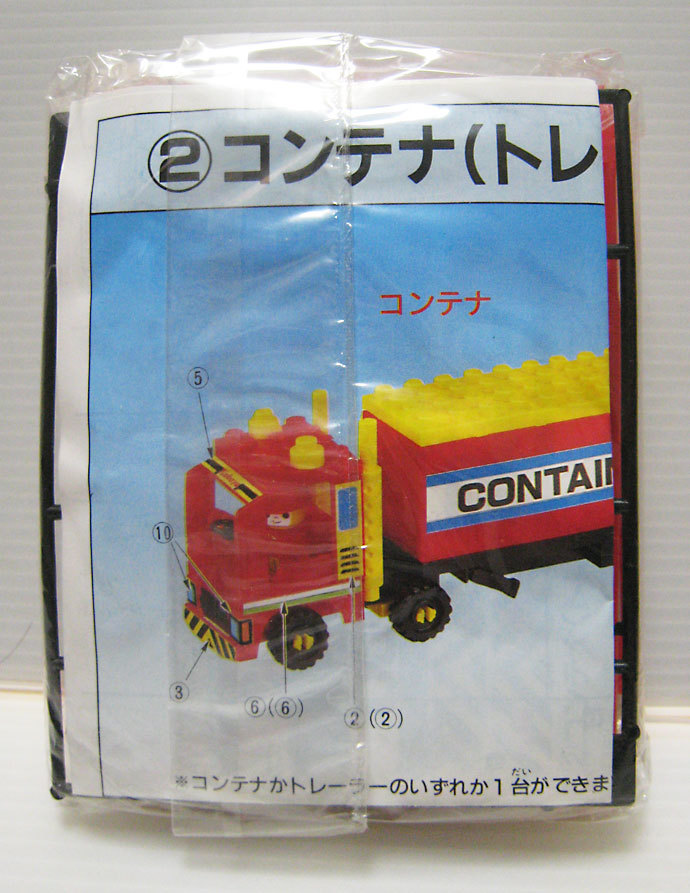 ②コンテナ(トレ
コンテナ
⑤
CONTAI
⑩
③
⑥(⑥)
②(②)
※コンテナかトレーラーのいずれか1台(だい)ができま